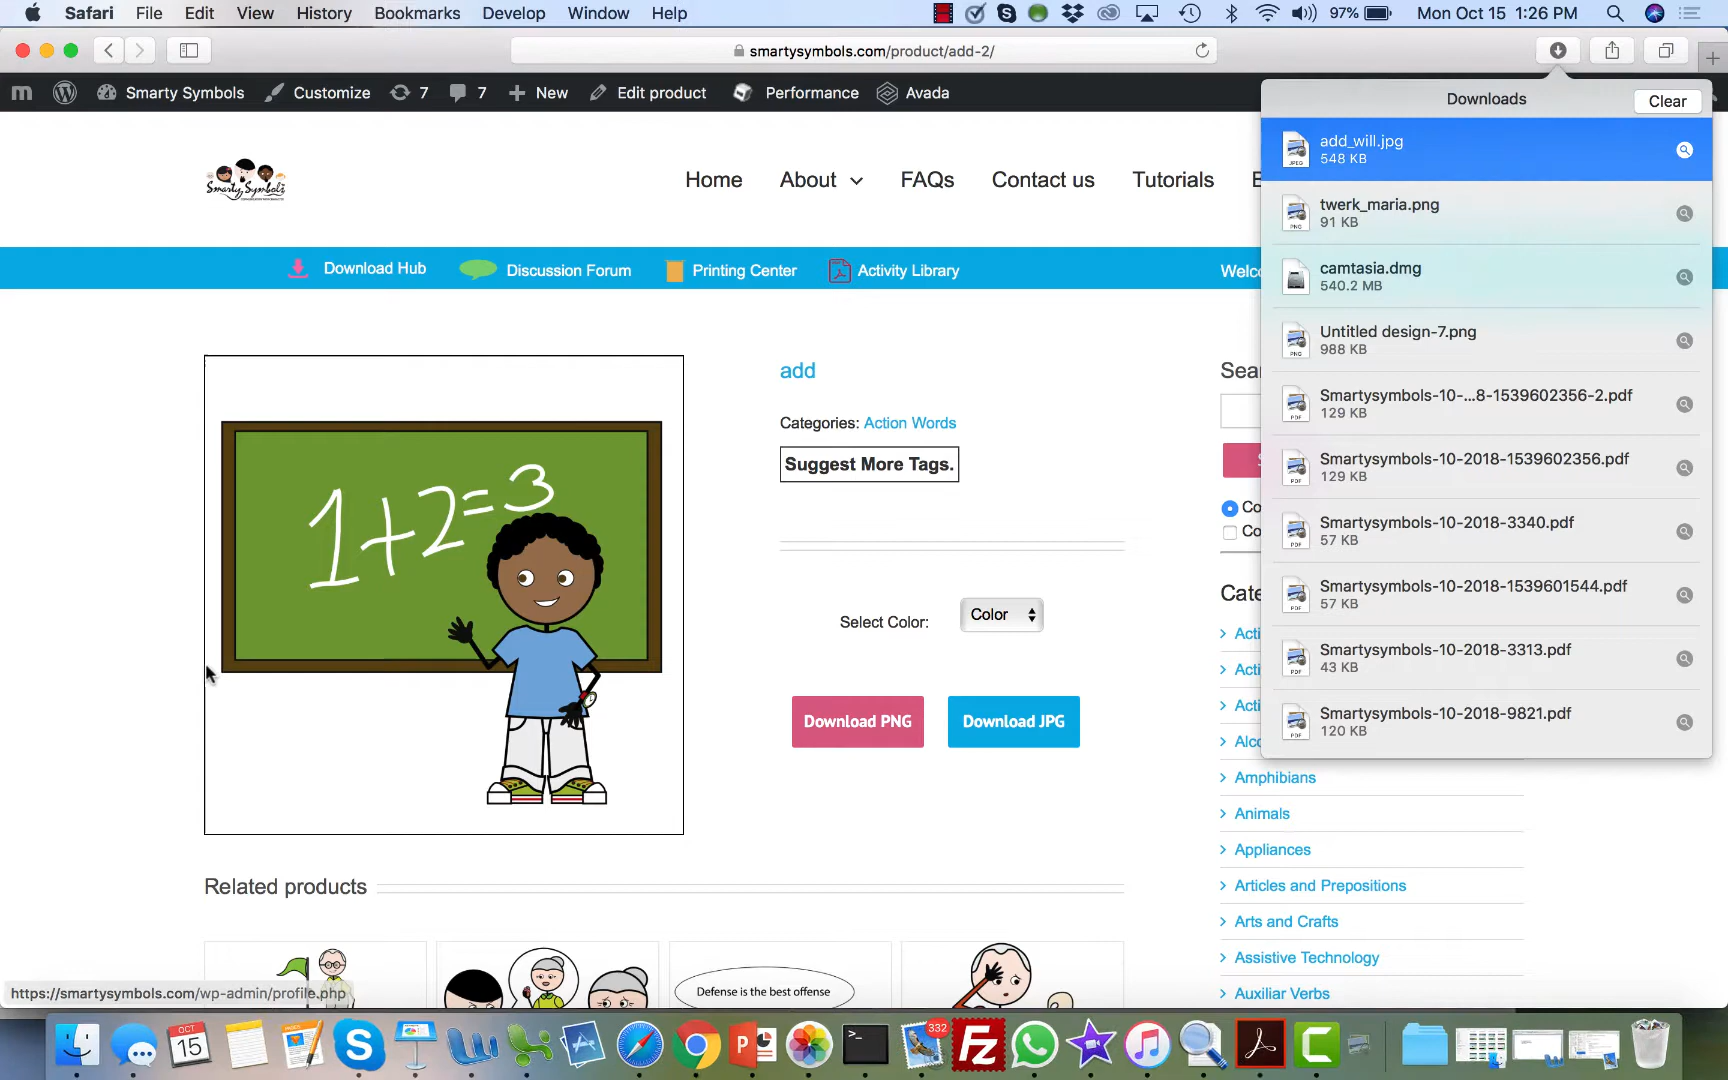 Safari File Edit View History Bookmarks Develop Window Help 97% Mon Oct 15 1:26 PM
smartysymbols.com/product/add-2/
Smarty Symbols Customize 7 7 New Edit product Performance Avada
Downloads Clear
add_will.jpg
548 KB
twerk_maria.png
91 KB
camtasia.dmg
540.2 MB
Untitled design-7.png
988 KB
Smartysymbols-10-...8-1539602356-2.pdf
129 KB
Smartysymbols-10-2018-1539602356.pdf
129 KB
Smartysymbols-10-2018-3340.pdf
57 KB
Smartysymbols-10-2018-1539601544.pdf
57 KB
Smartysymbols-10-2018-3313.pdf
43 KB
Smartysymbols-10-2018-9821.pdf
120 KB
Smarty Symbols
Home About FAQs Contact us Tutorials
Download Hub Discussion Forum Printing Center Activity Library
1+2=3
add
Categories: Action Words
Suggest More Tags.
Select Color: Color
Download PNG Download JPG
Amphibians
Animals
Appliances
Articles and Prepositions
Arts and Crafts
Assistive Technology
Auxiliar Verbs
Related products
Defense is the best offense
https://smartysymbols.com/wp-admin/profile.php
OCT
15
332